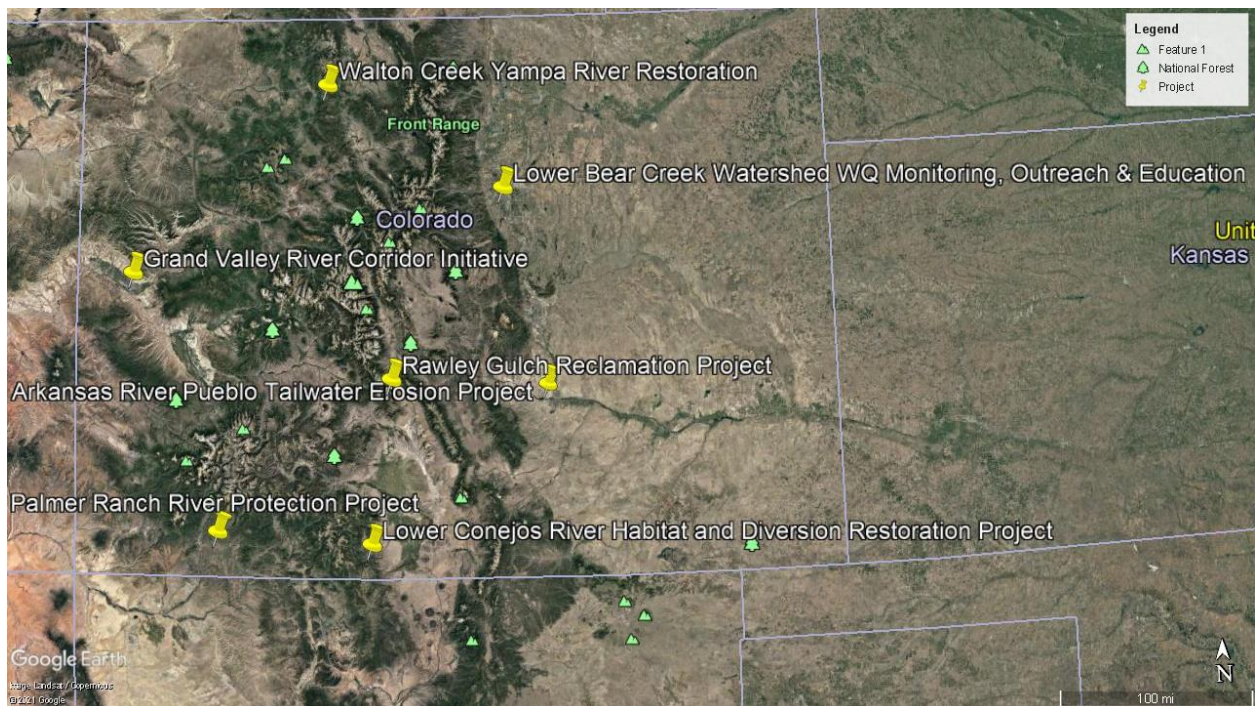 Legend
Feature 1
National Forest
Project
Walton Creek Yampa River Restoration
Front Range
Lower Bear Creek Watershed WQ Monitoring, Outreach & Education
Colorado
Unit
Kansas
Grand Valley River Corridor Initiative
Rawley Gulch Reclamation Project
Arkansas River Pueblo Tailwater Erosion Project
Palmer Ranch River Protection Project
Lower Conejos River Habitat and Diversion Restoration Project
Google Earth
Image Landsat / Copernicus
© 2021 Google
N
100 mi